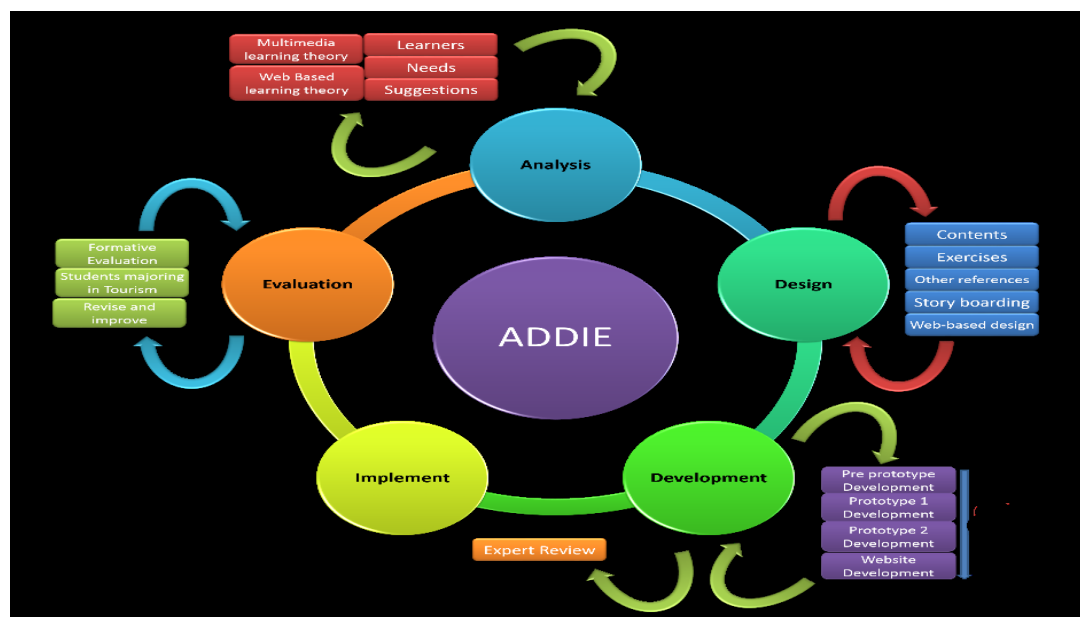 Multimedia
learning theory
Web Based
learning theory
Learners
Needs
Suggestions
Analysis
Formative
Evaluation
Students majoring
in Tourism
Revise and
improve
Evaluation
ADDIE
Design
Contents
Exercises
Other references
Story boarding
Web-based design
Implement
Development
Pre prototype
Development
Prototype 1
Development
Prototype 2
Development
Website
Development
Expert Review